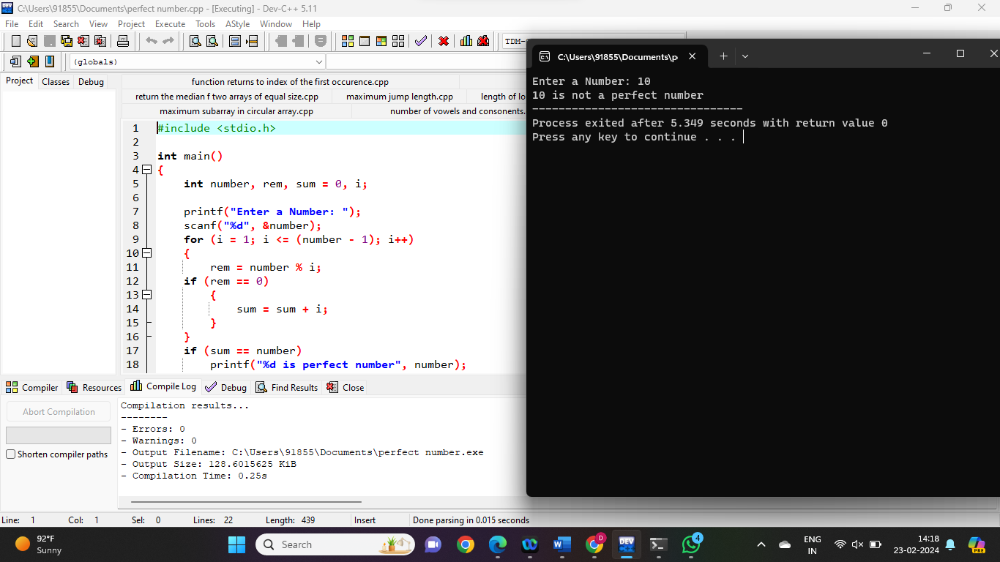 C:\Users\91855\Documents\perfect number.cpp - [Executing] - Dev-C++ 5.11
File Edit Search View Project Execute Tools AStyle Window Help
(globals)
Project Classes Debug
function returns to index of the first occurence.cpp
return the median f two arrays of equal size.cpp maximum jump length.cpp length of lo
maximum subarray in circular array.cpp number of vowels and consonents.
1 #include <stdio.h>
2
3 int main()
4 {
5 int number, rem, sum = 0, i;
6
7 printf("Enter a Number: ");
8 scanf("%d", &number);
9 for (i = 1; i <= (number - 1); i++)
10 {
11 rem = number % i;
12 if (rem == 0)
13 {
14 sum = sum + i;
15 }
16 }
17 if (sum == number)
18 printf("%d is perfect number", number);
C:\Users\91855\Documents\p
Enter a Number: 10
10 is not a perfect number
--------------------------------
Process exited after 5.349 seconds with return value 0
Press any key to continue . . .
Compiler Resources Compile Log Debug Find Results Close
Abort Compilation
Shorten compiler paths
Compilation results...
--------
- Errors: 0
- Warnings: 0
- Output Filename: C:\Users\91855\Documents\perfect number.exe
- Output Size: 128.6015625 KiB
- Compilation Time: 0.25s
Line: 1 Col: 1 Sel: 0 Lines: 22 Length: 439 Insert Done parsing in 0.015 seconds
92°F
Sunny
Search
DEV
D
4
ENG
IN
14:18
23-02-2024
PRE